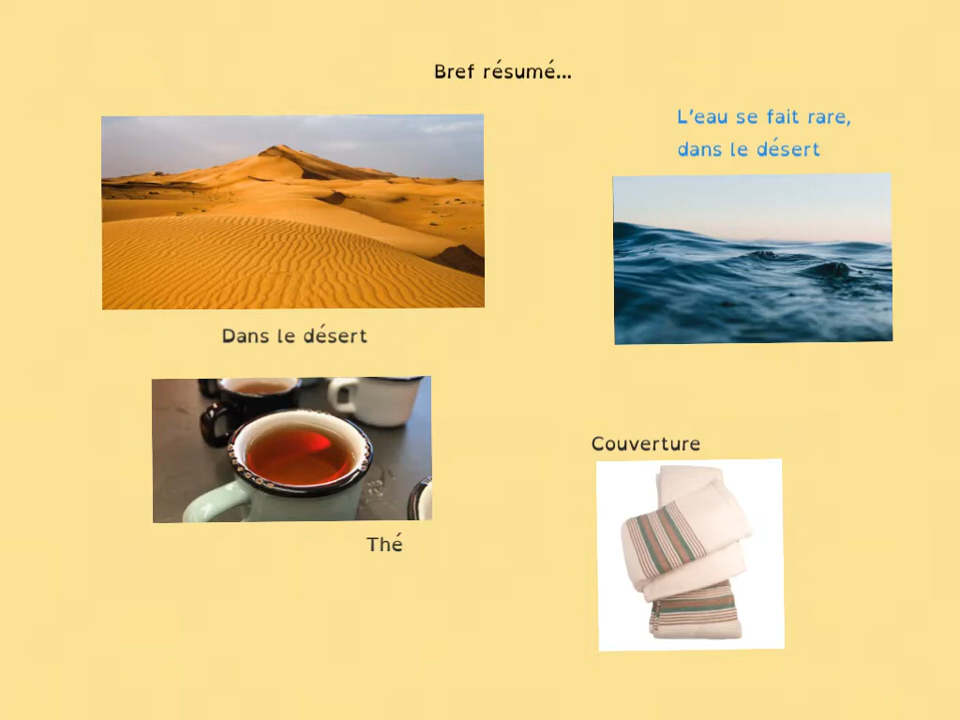 Bref résumé...
L'eau se fait rare,
dans le désert
Dans le désert
Couverture
Thé